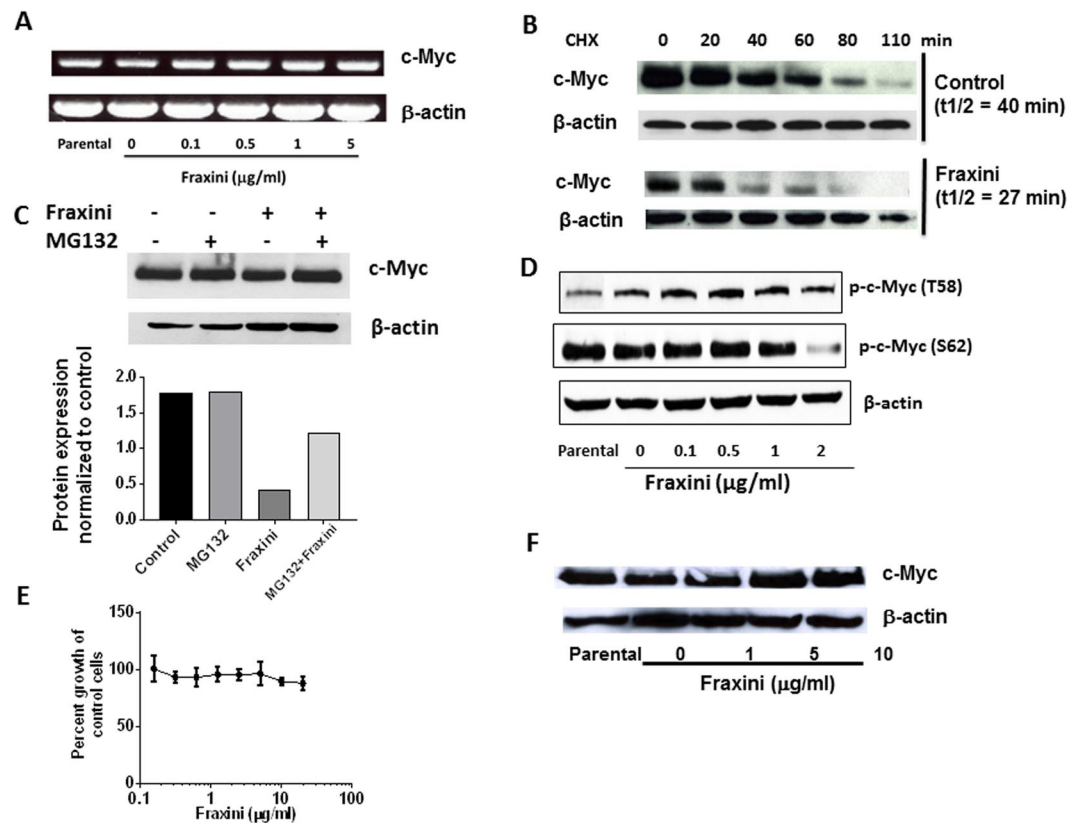 A
c-Myc
β-actin
Parental 0 0.1 0.5 1 5
Fraxini (μg/ml)
B
CHX 0 20 40 60 80 110 min
c-Myc
β-actin
Control
(t1/2 = 40 min)
c-Myc
β-actin
Fraxini
(t1/2 = 27 min)
C
Fraxini - - + +
MG132 - + - +
c-Myc
β-actin
Protein expression
normalized to control
2.0
1.5
1.0
0.5
0.0
Control
MG132
Fraxini
MG132+Fraxini
D
p-c-Myc (T58)
p-c-Myc (S62)
β-actin
Parental 0 0.1 0.5 1 2
Fraxini (μg/ml)
E
Percent growth of
control cells
150
100
50
0
0.1 1 10 100
Fraxini (μg/ml)
F
c-Myc
β-actin
Parental 0 1 5 10
Fraxini (μg/ml)